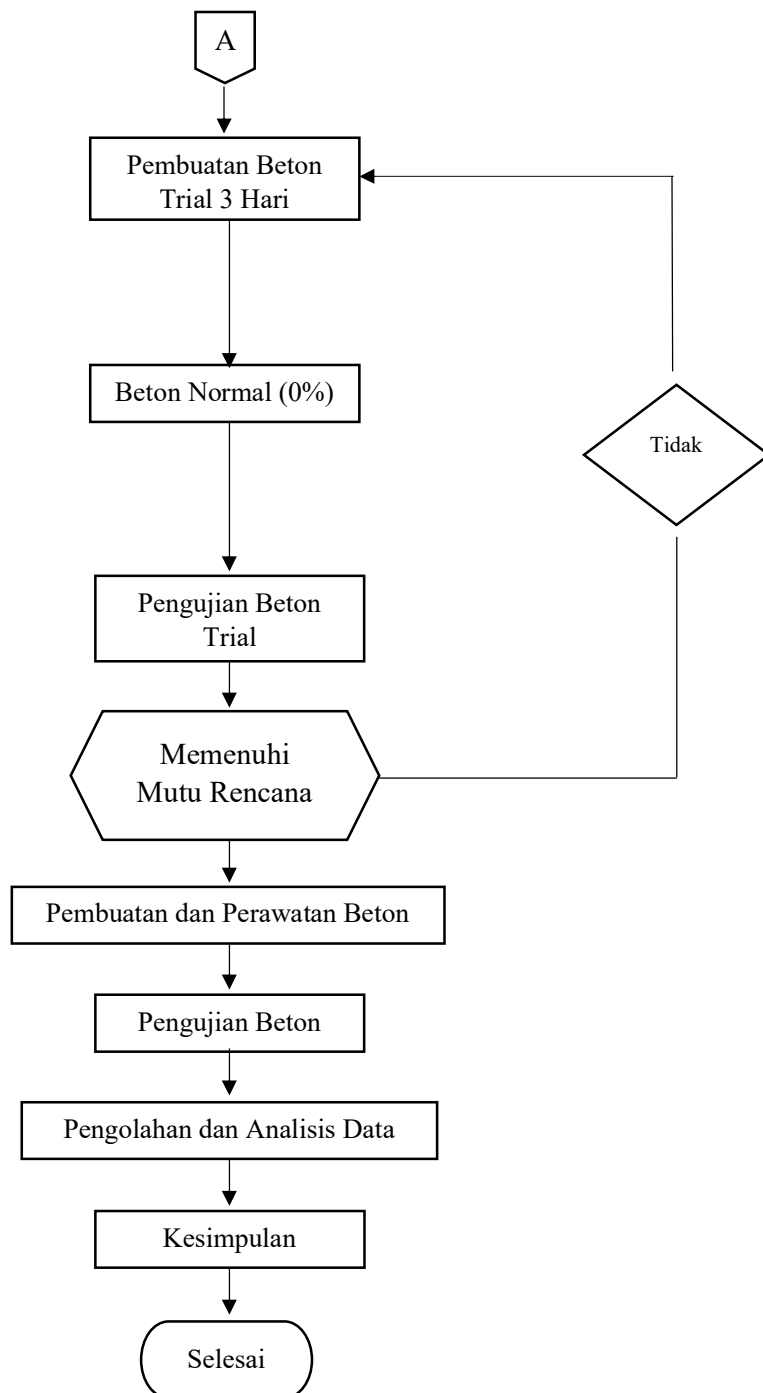 A
Pembuatan Beton
Trial 3 Hari
Beton Normal (0%)
Tidak
Pengujian Beton
Trial
Memenuhi
Mutu Rencana
Pembuatan dan Perawatan Beton
Pengujian Beton
Pengolahan dan Analisis Data
Kesimpulan
Selesai